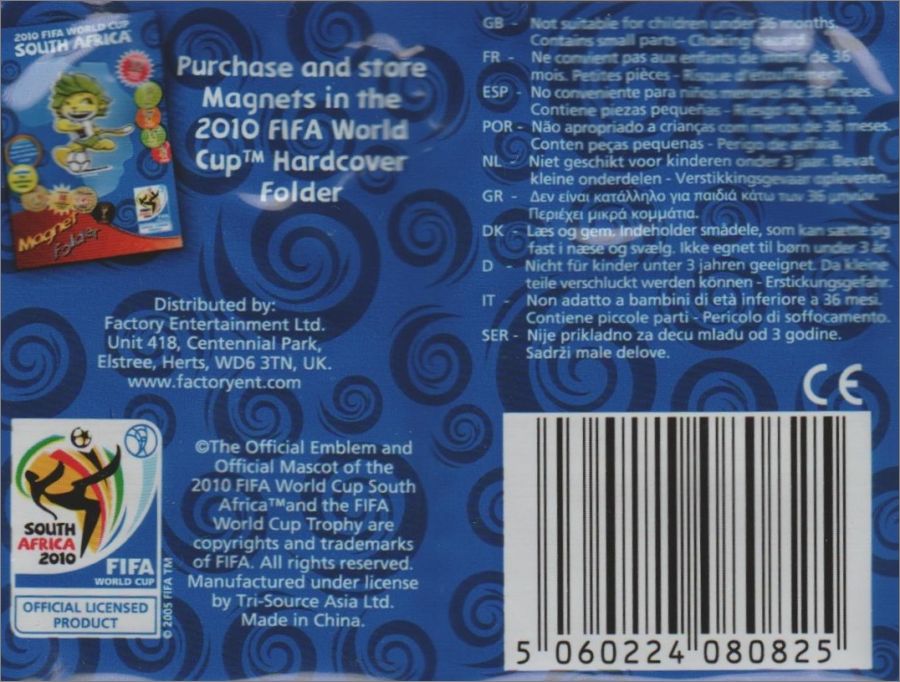 2010 FIFA WORLD CUP
SOUTH AFRICA
Magnet
Folder
Purchase and store
Magnets in the
2010 FIFA World
Cup™ Hardcover
Folder
Distributed by:
Factory Entertainment Ltd.
Unit 418, Centennial Park,
Elstree, Herts, WD6 3TN, UK.
www.factoryent.com
SOUTH
AFRICA
2010
FIFA
WORLD CUP
OFFICIAL LICENSED
PRODUCT
© 2005 FIFA TM
©The Official Emblem and
Official Mascot of the
2010 FIFA World Cup South
Africa™and the FIFA
World Cup Trophy are
copyrights and trademarks
of FIFA. All rights reserved.
Manufactured under license
by Tri-Source Asia Ltd.
Made in China.
GB - Not suitable for children under 36 months.
Contains small parts - Choking hazard.
FR - Ne convient pas aux enfants de moins de 36
mois. Petites pièces - Risque d'etouffement.
ESP - No conveniente para niños menores de 36 meses.
Contiene piezas pequeñas - Riesgo de asfixia.
POR - Não apropriado a crianças com menos de 36 meses.
Conten peças pequenas - Perigo de asfixia.
NL - Niet geschikt voor kinderen onder 3 jaar. Bevat
kleine onderdelen - Verstikkingsgevaar opleveren.
GR - Δεν είναι κατάλληλο για παιδιά κάτω των 36 μηνών.
Περιέχει μικρά κομμάτια.
DK - Læs og gem. Indeholder smådele, som kan sætte sig
fast i næse og svælg. Ikke egnet til børn under 3 år.
D - Nicht für kinder unter 3 jahren geeignet. Da kleine
teile verschluckt werden können - Erstickungsgefahr.
IT - Non adatto a bambini di età inferiore a 36 mesi.
Contiene piccole parti - Pericolo di soffocamento.
SER - Nije prikladno za decu mlađu od 3 godine.
Sadrži male delove.
CE
5 060224 080825